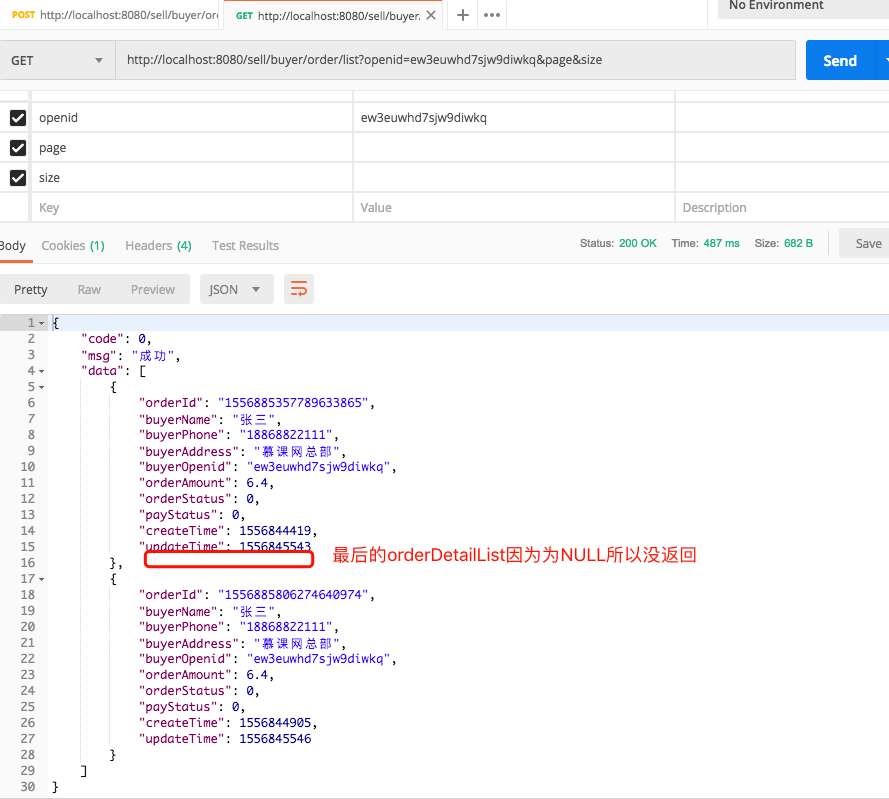 POST http://localhost:8080/sell/buyer/or
GET http://localhost:8080/sell/buyer.
No Environment
GET http://localhost:8080/sell/buyer/order/list?openid=ew3euwhd7sjw9diwkq&page&size Send
openid ew3euwhd7sjw9diwkq
page
size
Key Value Description
Body Cookies (1) Headers (4) Test Results Status: 200 OK Time: 487 ms Size: 682 B Save
Pretty Raw Preview JSON
1 {
2 "code": 0,
3 "msg": "成功",
4 "data": [
5 {
6 "orderId": "1556885357789633865",
7 "buyerName": "张三",
8 "buyerPhone": "18868822111",
9 "buyerAddress": "慕课网总部",
10 "buyerOpenid": "ew3euwhd7sjw9diwkq",
11 "orderAmount": 6.4,
12 "orderStatus": 0,
13 "payStatus": 0,
14 "createTime": 1556844419,
15 "updateTime": 1556845543
最后的orderDetailList因为为NULL所以没返回
16 },
17 {
18 "orderId": "1556885806274640974",
19 "buyerName": "张三",
20 "buyerPhone": "18868822111",
21 "buyerAddress": "慕课网总部",
22 "buyerOpenid": "ew3euwhd7sjw9diwkq",
23 "orderAmount": 6.4,
24 "orderStatus": 0,
25 "payStatus": 0,
26 "createTime": 1556844905,
27 "updateTime": 1556845546
28 }
29 ]
30 }